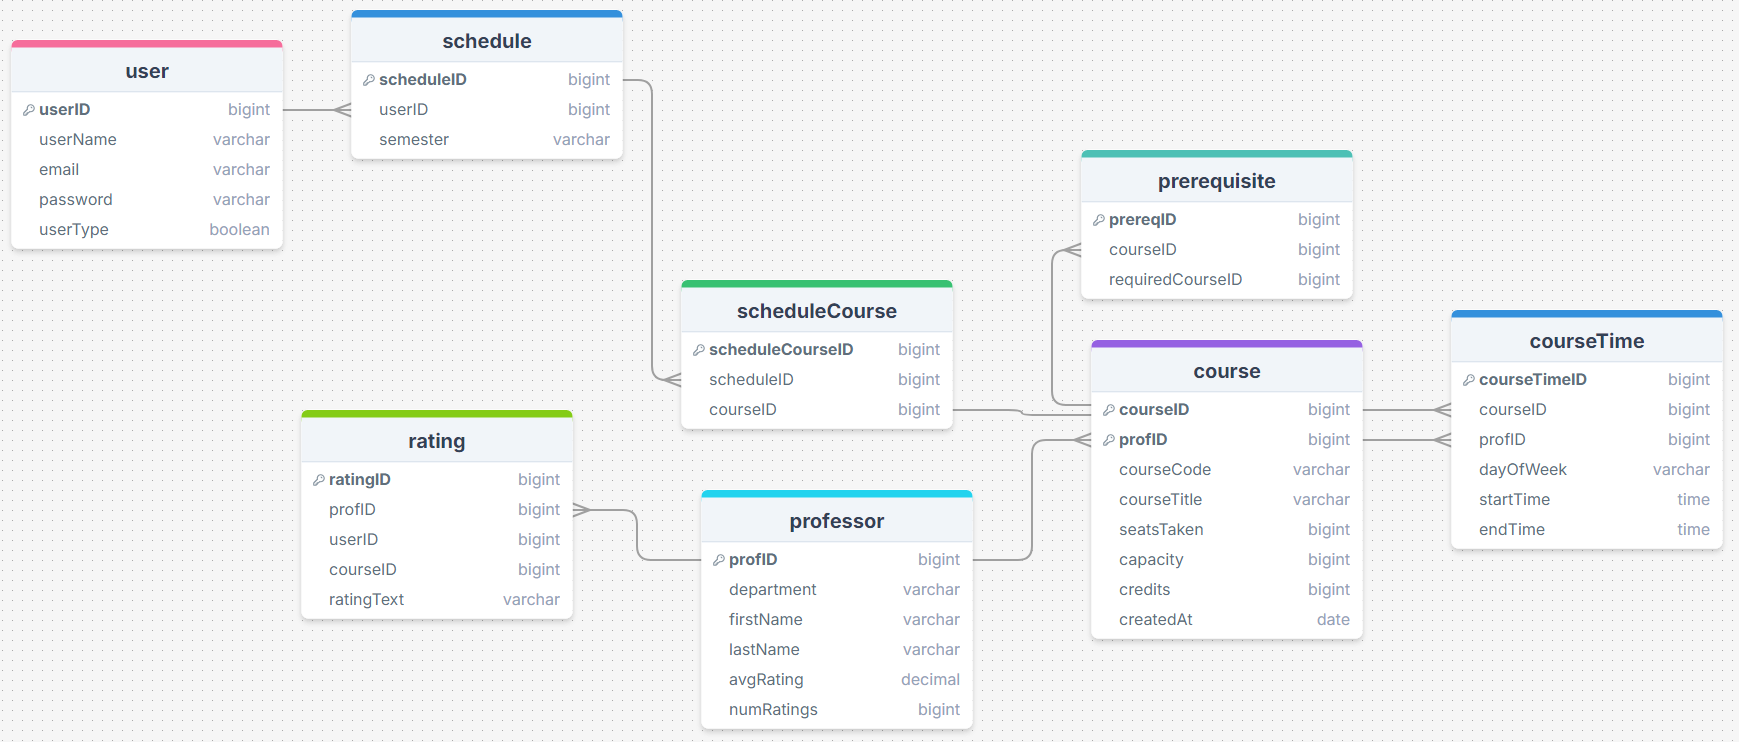 user
userID bigint
userName varchar
email varchar
password varchar
userType boolean
schedule
scheduleID bigint
userID bigint
semester varchar
scheduleCourse
scheduleCourseID bigint
scheduleID bigint
courseID bigint
prerequisite
prereqID bigint
courseID bigint
requiredCourseID bigint
course
courseID bigint
profID bigint
courseCode varchar
courseTitle varchar
seatsTaken bigint
capacity bigint
credits bigint
createdAt date
courseTime
courseTimeID bigint
courseID bigint
profID bigint
dayOfWeek varchar
startTime time
endTime time
rating
ratingID bigint
profID bigint
userID bigint
courseID bigint
ratingText varchar
professor
profID bigint
department varchar
firstName varchar
lastName varchar
avgRating decimal
numRatings bigint